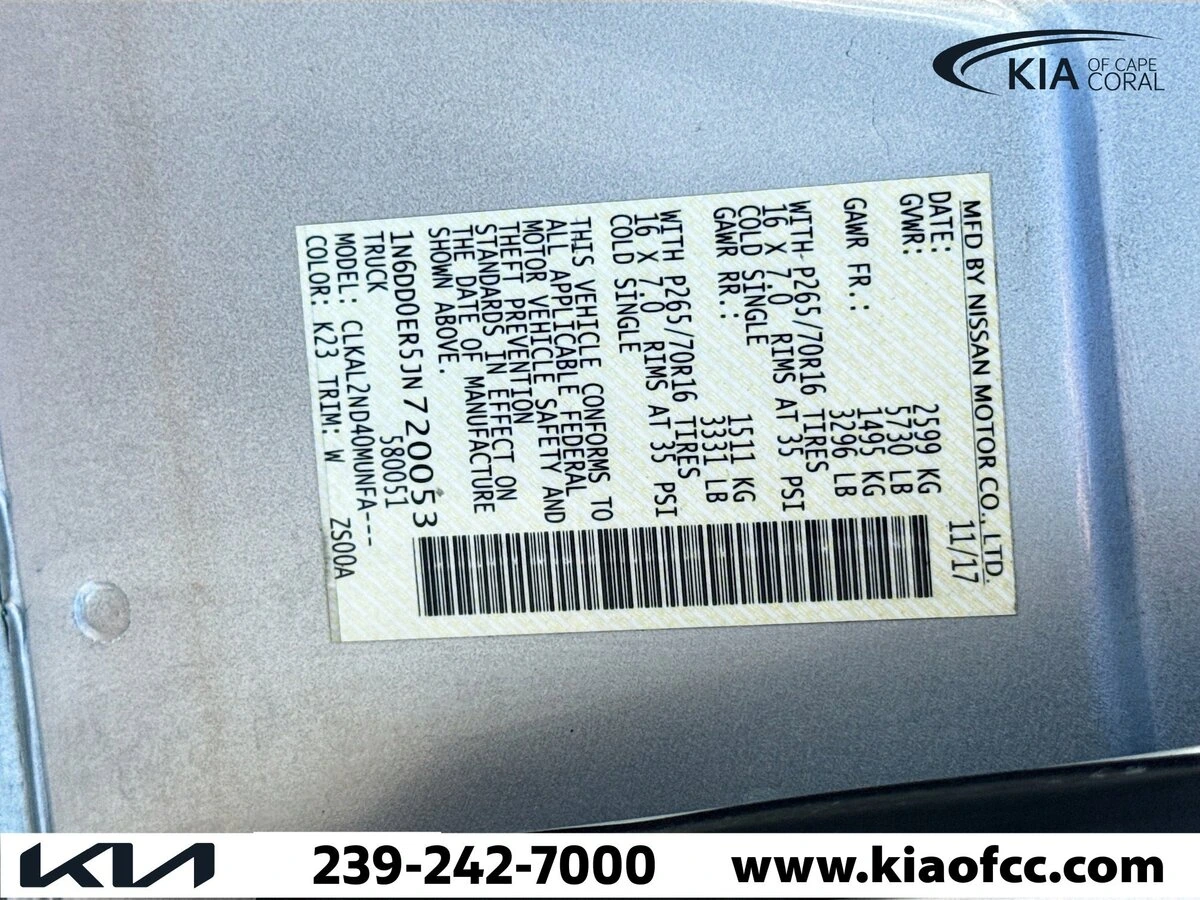 KIA OF CAPE CORAL
MFD BY NISSAN MOTOR CO., LTD.
DATE: 11/17
GVWR: 2599 KG
5730 LB
GAWR FR.: 1495 KG
3296 LB
WITH P265/70R16 TIRES
16 X 7.0 RIMS AT 35 PSI
COLD SINGLE
GAWR RR.: 1511 KG
3331 LB
WITH P265/70R16 TIRES
16 X 7.0 RIMS AT 35 PSI
COLD SINGLE
THIS VEHICLE CONFORMS TO
ALL APPLICABLE FEDERAL
MOTOR VEHICLE SAFETY AND
THEFT PREVENTION
STANDARDS IN EFFECT ON
THE DATE OF MANUFACTURE
SHOWN ABOVE.
1N6DD0ER5JN720053
TRUCK 580051
MODEL: CLKAL2ND40MUNFA---
COLOR: K23 TRIM: W ZS00A
KIA 239-242-7000 www.kiaofcc.com